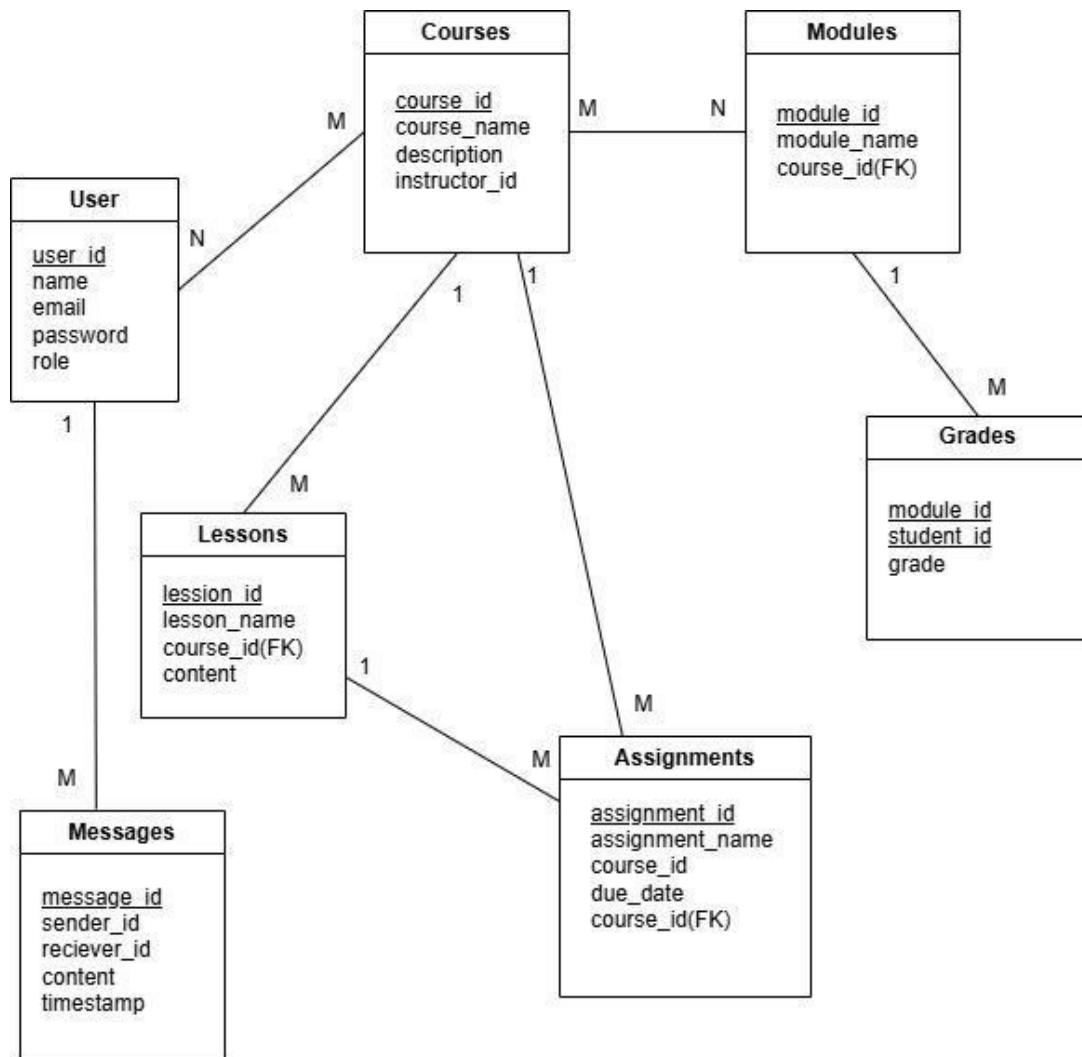 Courses
course_id
course_name
description
instructor_id
Modules
module_id
module_name
course_id(FK)
M
N
M
N
User
user_id
name
email
password
role
1
1
1
1
M
Grades
module_id
student_id
grade
M
Lessons
lession_id
lesson_name
course_id(FK)
content
1
M
M
Assignments
assignment_id
assignment_name
course_id
due_date
course_id(FK)
M
Messages
message_id
sender_id
reciever_id
content
timestamp